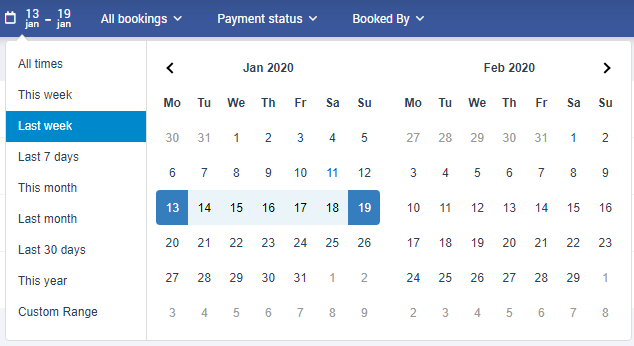 13 jan – 19 jan All bookings Payment status Booked By
All times
This week
Last week
Last 7 days
This month
Last month
Last 30 days
This year
Custom Range
Jan 2020
Mo Tu We Th Fr Sa Su
30 31 1 2 3 4 5
6 7 8 9 10 11 12
13 14 15 16 17 18 19
20 21 22 23 24 25 26
27 28 29 30 31 1 2
3 4 5 6 7 8 9
Feb 2020
Mo Tu We Th Fr Sa Su
27 28 29 30 31 1 2
3 4 5 6 7 8 9
10 11 12 13 14 15 16
17 18 19 20 21 22 23
24 25 26 27 28 29 1
2 3 4 5 6 7 8